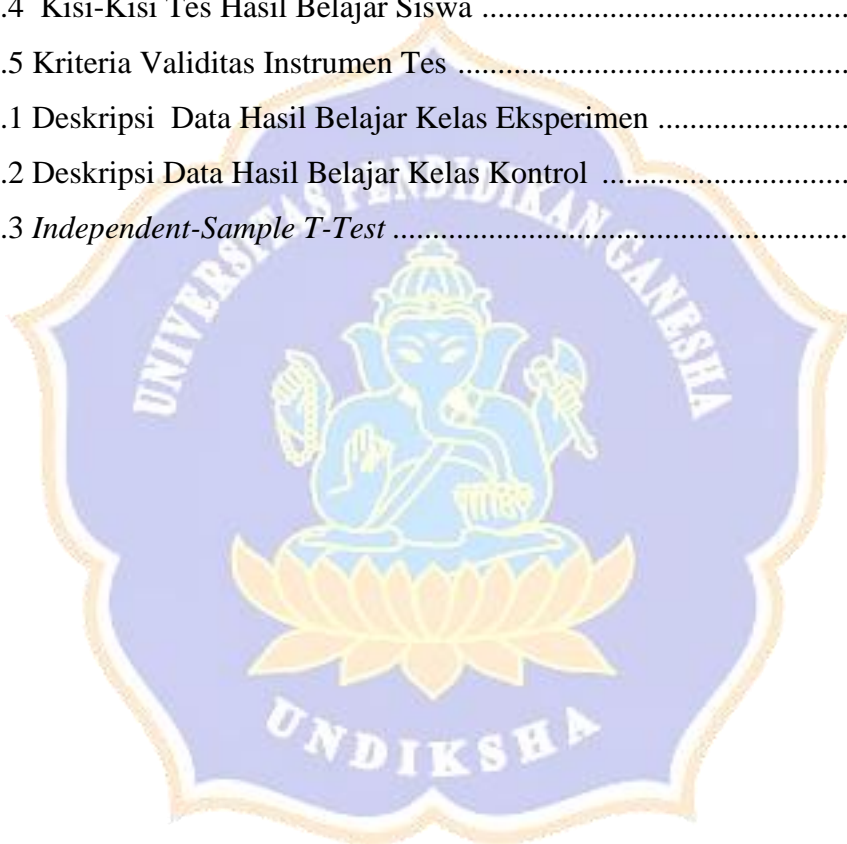 .4 Kisi-Kisi Tes Hasil Belajar Siswa ..................................................
.5 Kriteria Validitas Instrumen Tes .....................................................
.1 Deskripsi Data Hasil Belajar Kelas Eksperimen ...........................
.2 Deskripsi Data Hasil Belajar Kelas Kontrol ..................................
.3 Independent-Sample T-Test .............................................................
UNIVERSITAS PENDIDIKAN GANESHA
UNDIKSHA